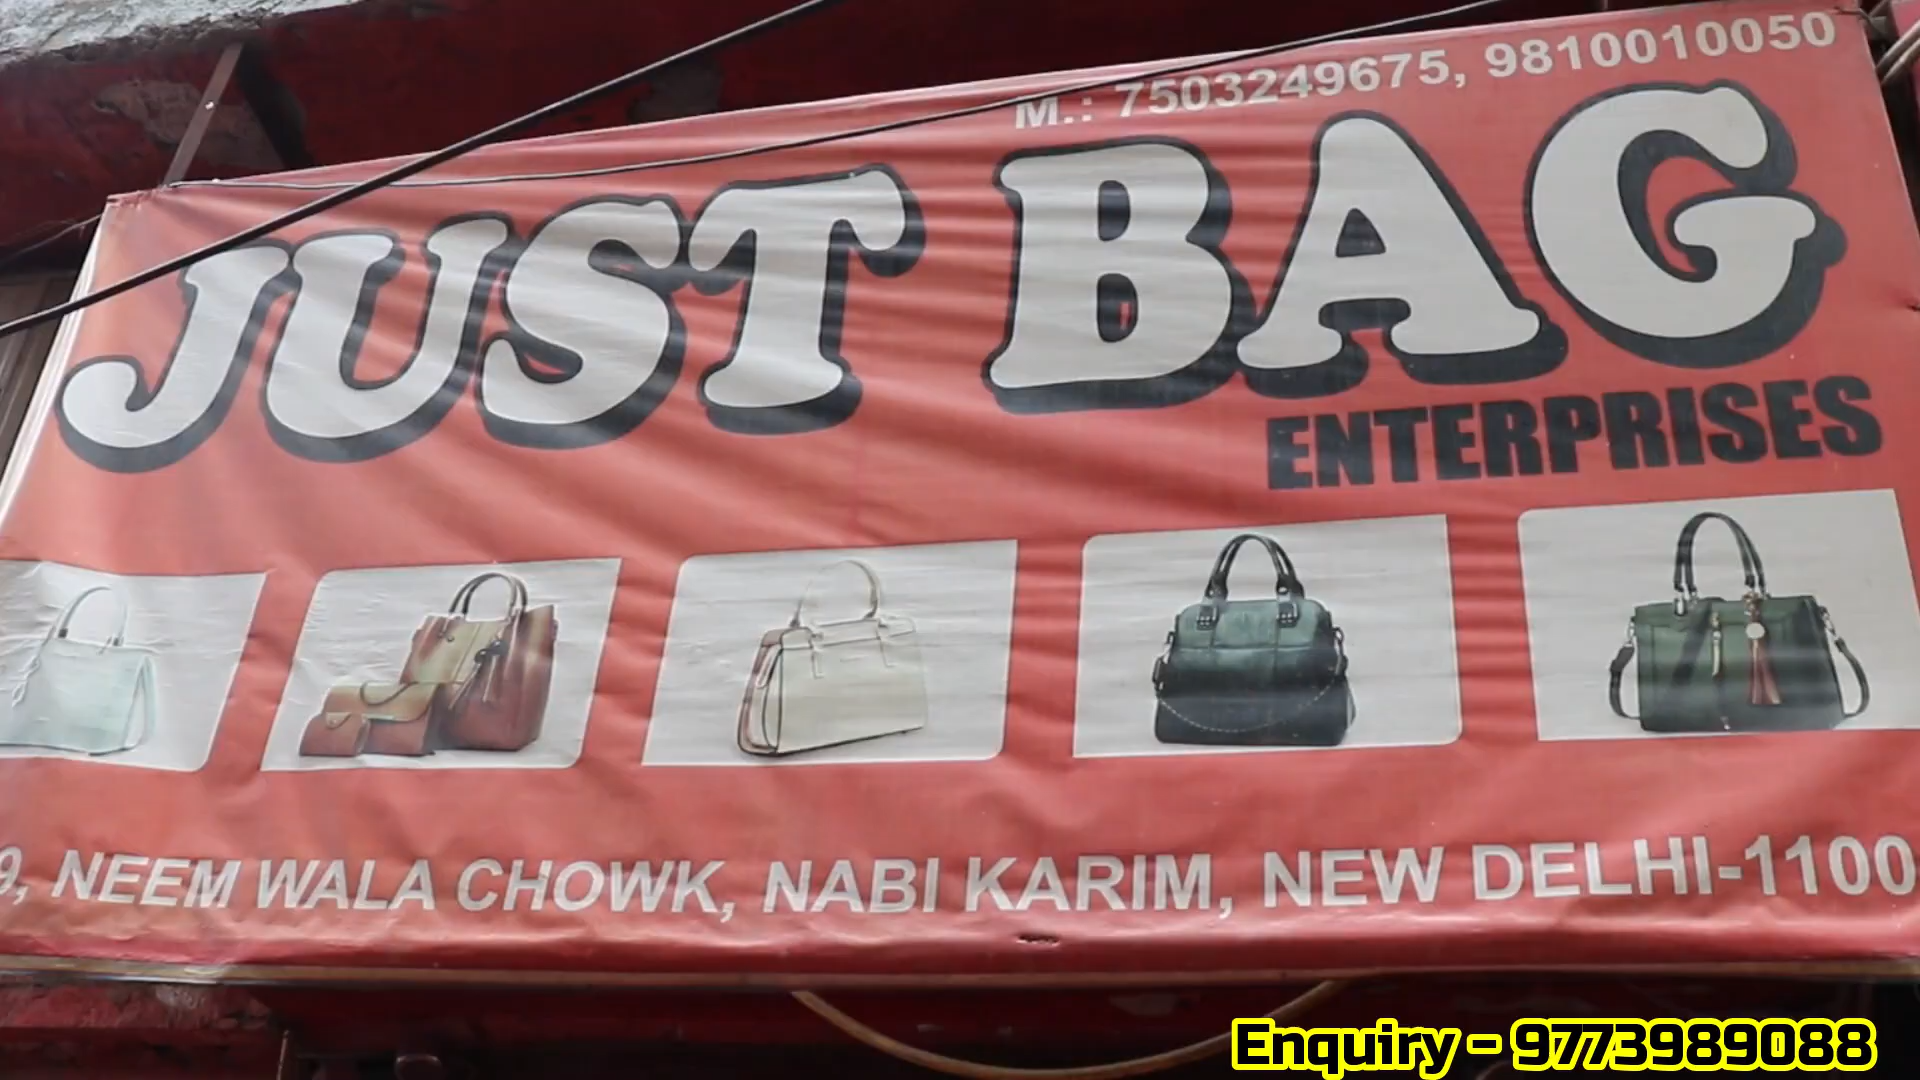 M.: 7503249675, 9810010050
JUST BAG
ENTERPRISES
9, NEEM WALA CHOWK, NABI KARIM, NEW DELHI-1100
Enquiry - 9773989088